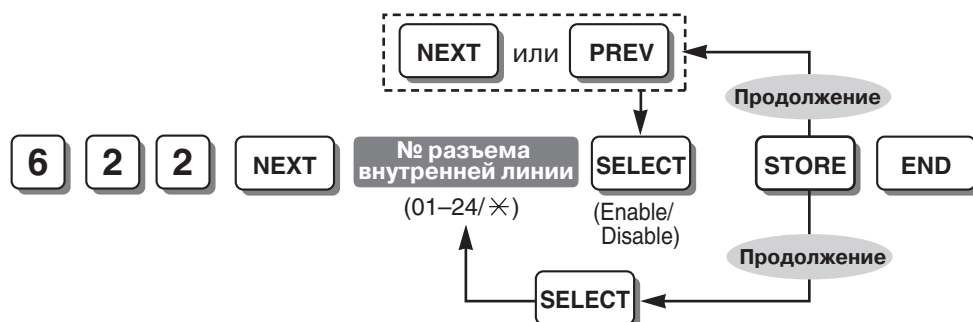 NEXT или PREV
Продолжение
6 2 2 NEXT № разъема внутренней линии SELECT STORE END
(01–24/✳)
(Enable/
Disable)
Продолжение
SELECT